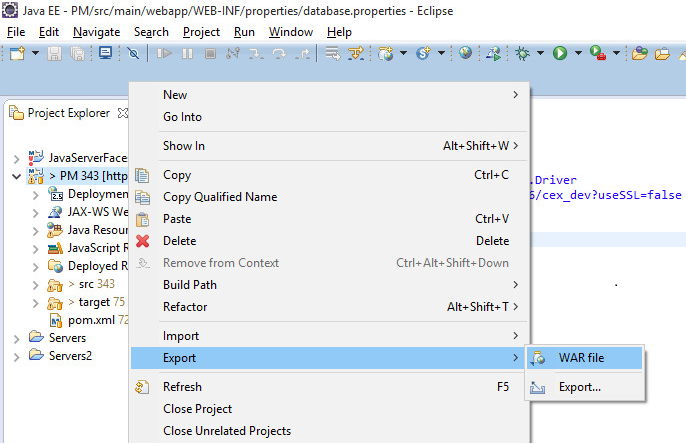 Java EE - PM/src/main/webapp/WEB-INF/properties/database.properties - Eclipse
File Edit Navigate Search Project Run Window Help
Project Explorer
JavaServerFace
> PM 343 [http
Deployment
JAX-WS We
Java Resour
JavaScript R
Deployed R
> src 343
> target 75
pom.xml 72
Servers
Servers2
New
Go Into
Show In Alt+Shift+W
Copy Ctrl+C
Copy Qualified Name
Paste Ctrl+V
Delete Delete
Remove from Context Ctrl+Alt+Shift+Down
Build Path
Refactor Alt+Shift+T
Import
Export
Refresh F5
Close Project
Close Unrelated Projects
.Driver
6/cex_dev?useSSL=false
WAR file
Export...